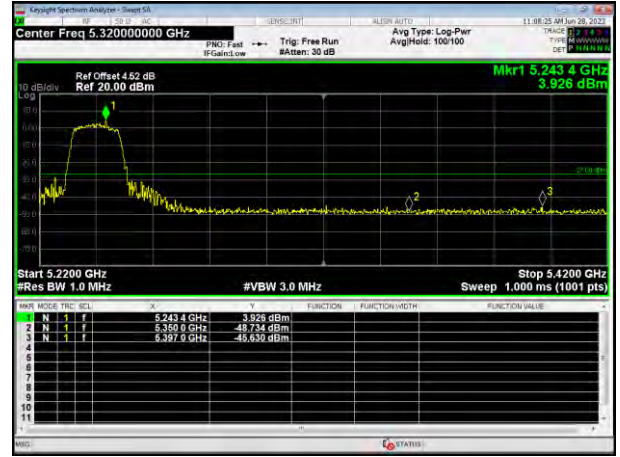 Keysight Spectrum Analyzer - Swept SA
RF 50 Ω AC SENSE:INT ALIGN AUTO 11:08:25 AM Jun 28, 2022
Center Freq 5.320000000 GHz
PNO: Fast
IFGain:Low
Trig: Free Run
#Atten: 30 dB
Avg Type: Log-Pwr
Avg|Hold: 100/100
TRACE 1 2 3 4 5 6
TYPE M
DET P N N N N N
Ref Offset 4.52 dB
10 dB/div Ref 20.00 dBm
Log
Mkr1 5.243 4 GHz
3.926 dBm
1
2
3
Start 5.2200 GHz
Stop 5.4200 GHz
#Res BW 1.0 MHz
#VBW 3.0 MHz
Sweep 1.000 ms (1001 pts)
MKR MODE TRC SCL X Y FUNCTION FUNCTION WIDTH FUNCTION VALUE
1 N 1 f 5.243 4 GHz 3.926 dBm
2 N 1 f 5.350 0 GHz -48.734 dBm
3 N 1 f 5.397 0 GHz -45.630 dBm
4
5
6
7
8
9
10
11
MSG
STATUS